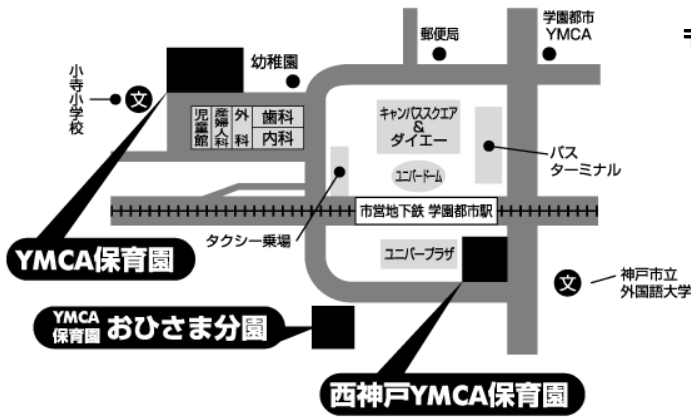 学園都市
YMCA
郵便局
幼稚園
小寺小学校
文
児童館
産婦人科
外科
歯科
内科
キャンパススクエア
&
ダイエー
ユニバードーム
バス
ターミナル
市営地下鉄 学園都市駅
タクシー乗場
YMCA保育園
ユニバープラザ
文
神戸市立
外国語大学
YMCA
保育園 おひさま分園
西神戸YMCA保育園